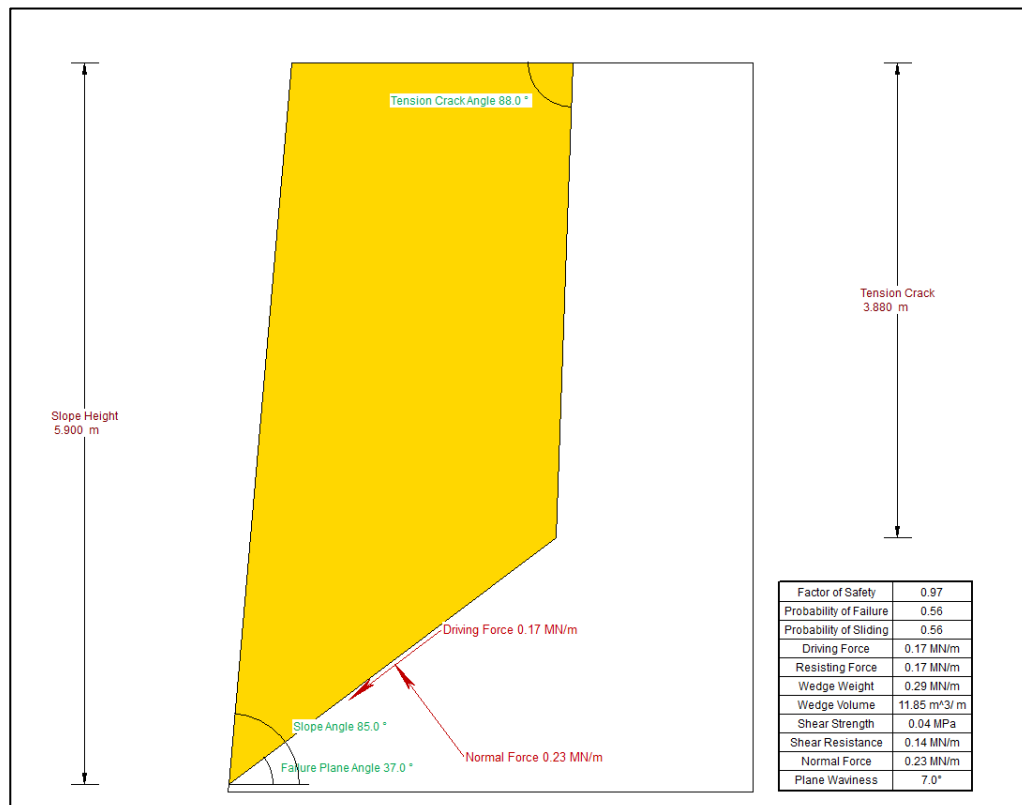 Tension Crack Angle 88.0 °
Tension Crack
3.880 m
Slope Height
5.900 m
Driving Force 0.17 MN/m
Slope Angle 85.0 °
Normal Force 0.23 MN/m
Failure Plane Angle 37.0 °
Factor of Safety 0.97
Probability of Failure 0.56
Probability of Sliding 0.56
Driving Force 0.17 MN/m
Resisting Force 0.17 MN/m
Wedge Weight 0.29 MN/m
Wedge Volume 11.85 m^3/ m
Shear Strength 0.04 MPa
Shear Resistance 0.14 MN/m
Normal Force 0.23 MN/m
Plane Waviness 7.0°